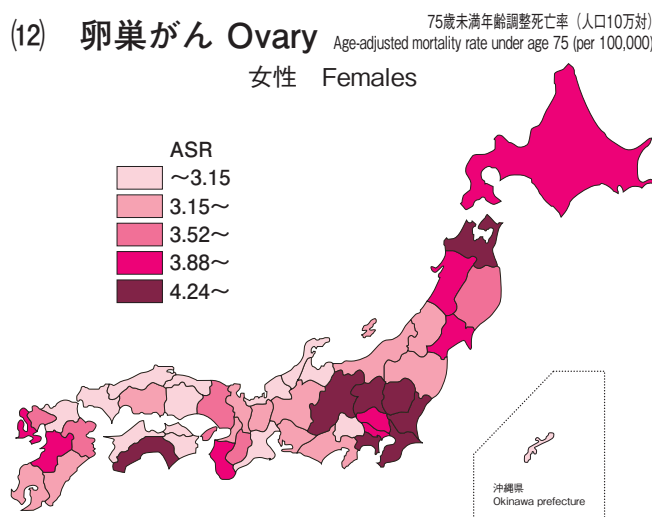 ⑿ 卵巣がん Ovary 75歳未満年齢調整死亡率（人口10万対）
Age-adjusted mortality rate under age 75 (per 100,000)
女性 Females
ASR
～3.15
3.15～
3.52～
3.88～
4.24～
沖縄県
Okinawa prefecture